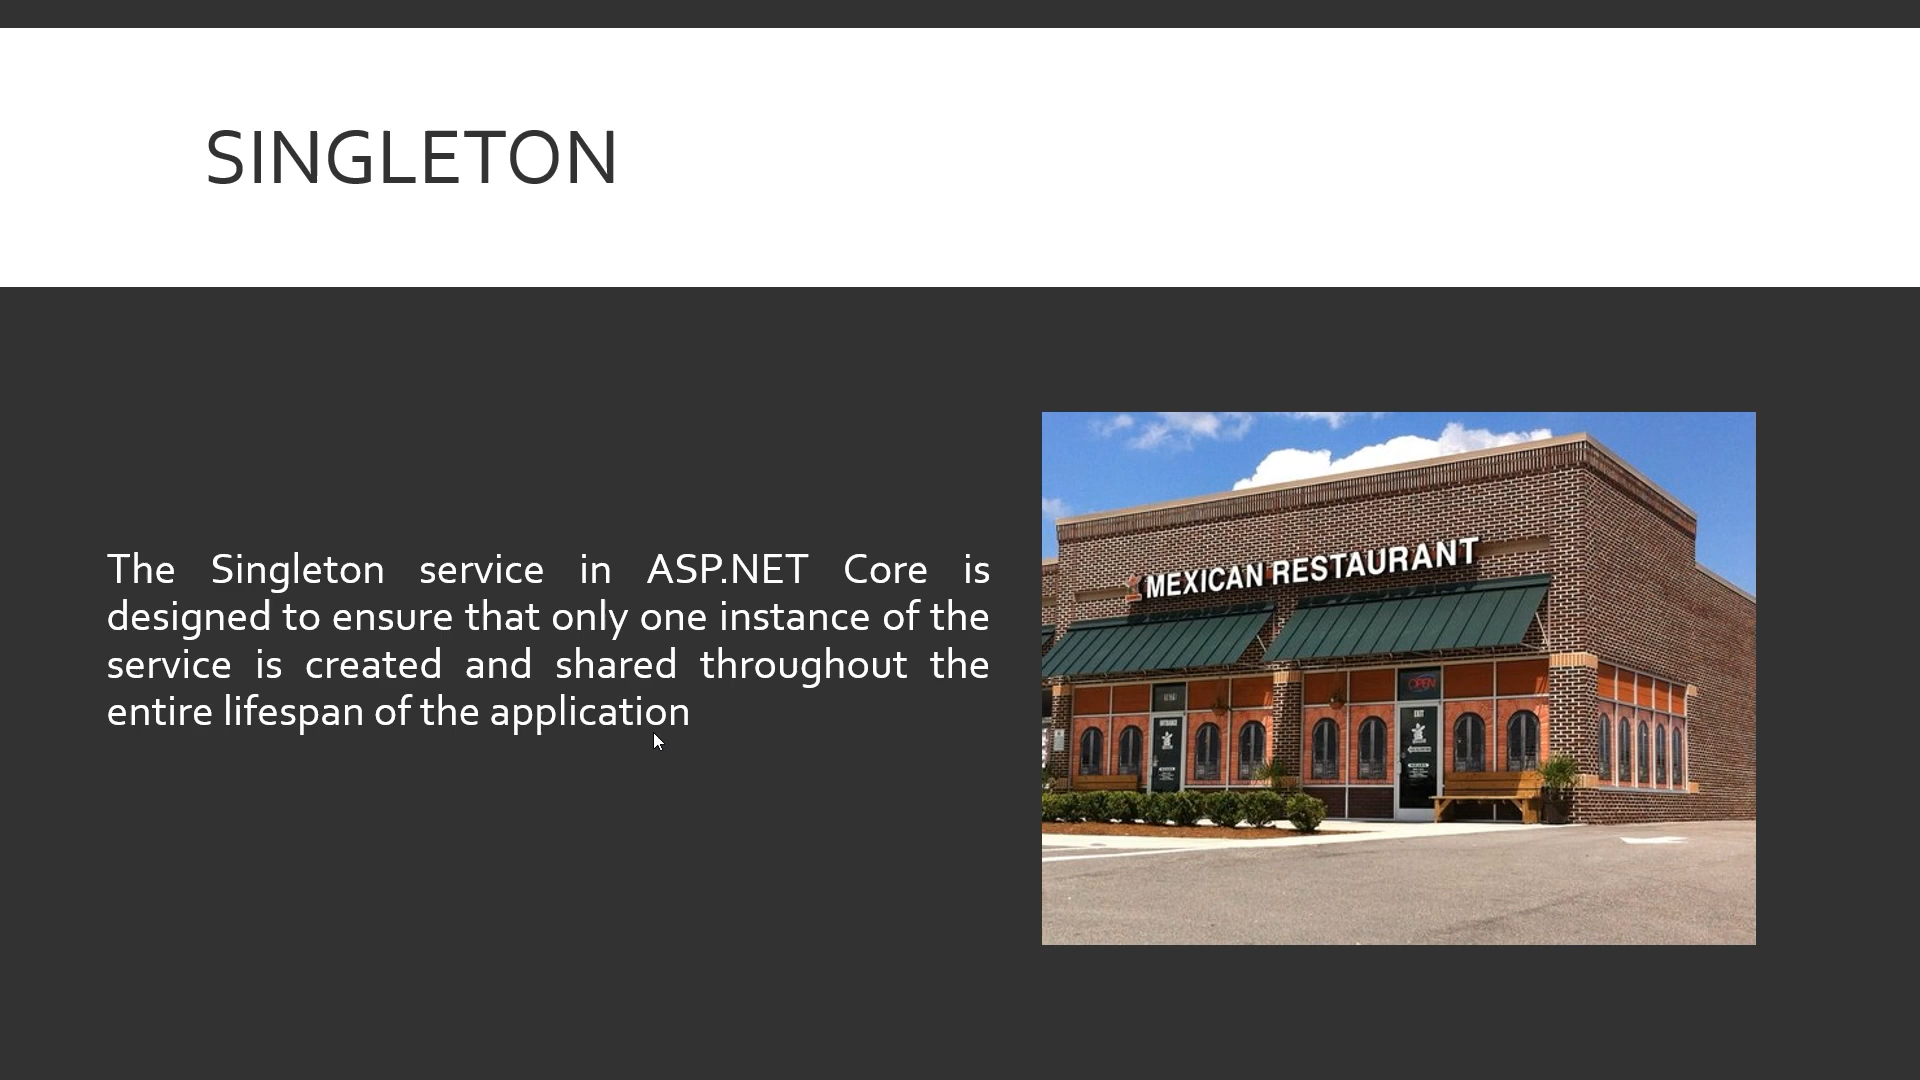 SINGLETON
The Singleton service in ASP.NET Core is
designed to ensure that only one instance of the
service is created and shared throughout the
entire lifespan of the application
MEXICAN RESTAURANT
OPEN
EXIT